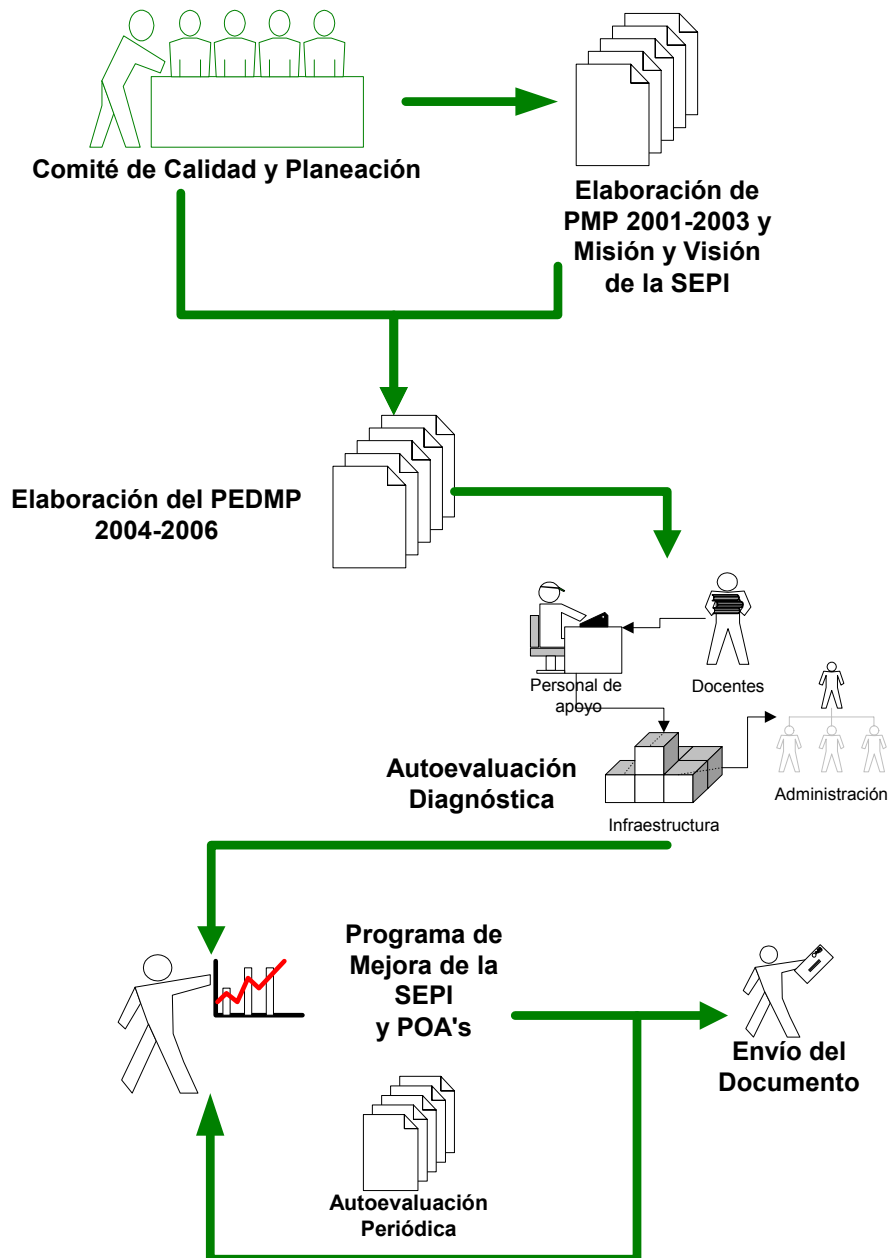 Comité de Calidad y Planeación
Elaboración de
PMP 2001-2003 y
Misión y Visión
de la SEPI
Elaboración del PEDMP
2004-2006
Personal de
apoyo
Docentes
Autoevaluación
Diagnóstica
Infraestructura
Administración
Programa de
Mejora de la
SEPI
y POA's
Envío del
Documento
Autoevaluación
Periódica